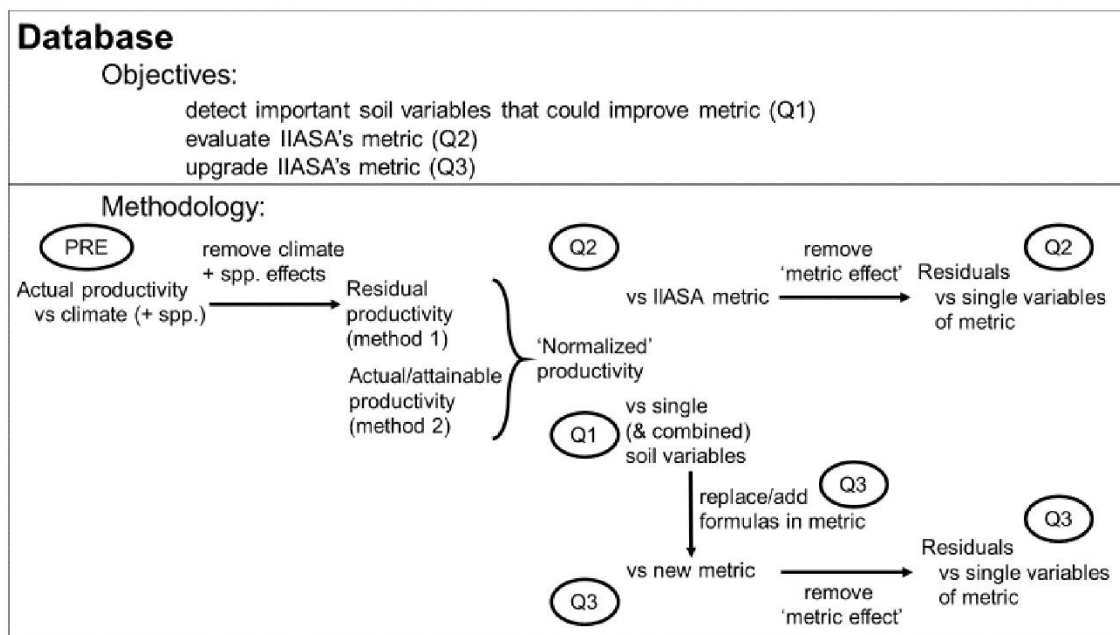 Database
Objectives:
detect important soil variables that could improve metric (Q1)
evaluate IIASA's metric (Q2)
upgrade IIASA's metric (Q3)
Methodology:
PRE
Actual productivity
vs climate (+ spp.)
remove climate
+ spp. effects
Residual
productivity
(method 1)
Actual/attainable
productivity
(method 2)
'Normalized'
productivity
Q2
vs IIASA metric
remove
'metric effect'
Q2
Residuals
vs single variables
of metric
Q1
vs single
(& combined)
soil variables
replace/add
formulas in metric
Q3
Q3
vs new metric
remove
'metric effect'
Q3
Residuals
vs single variables
of metric